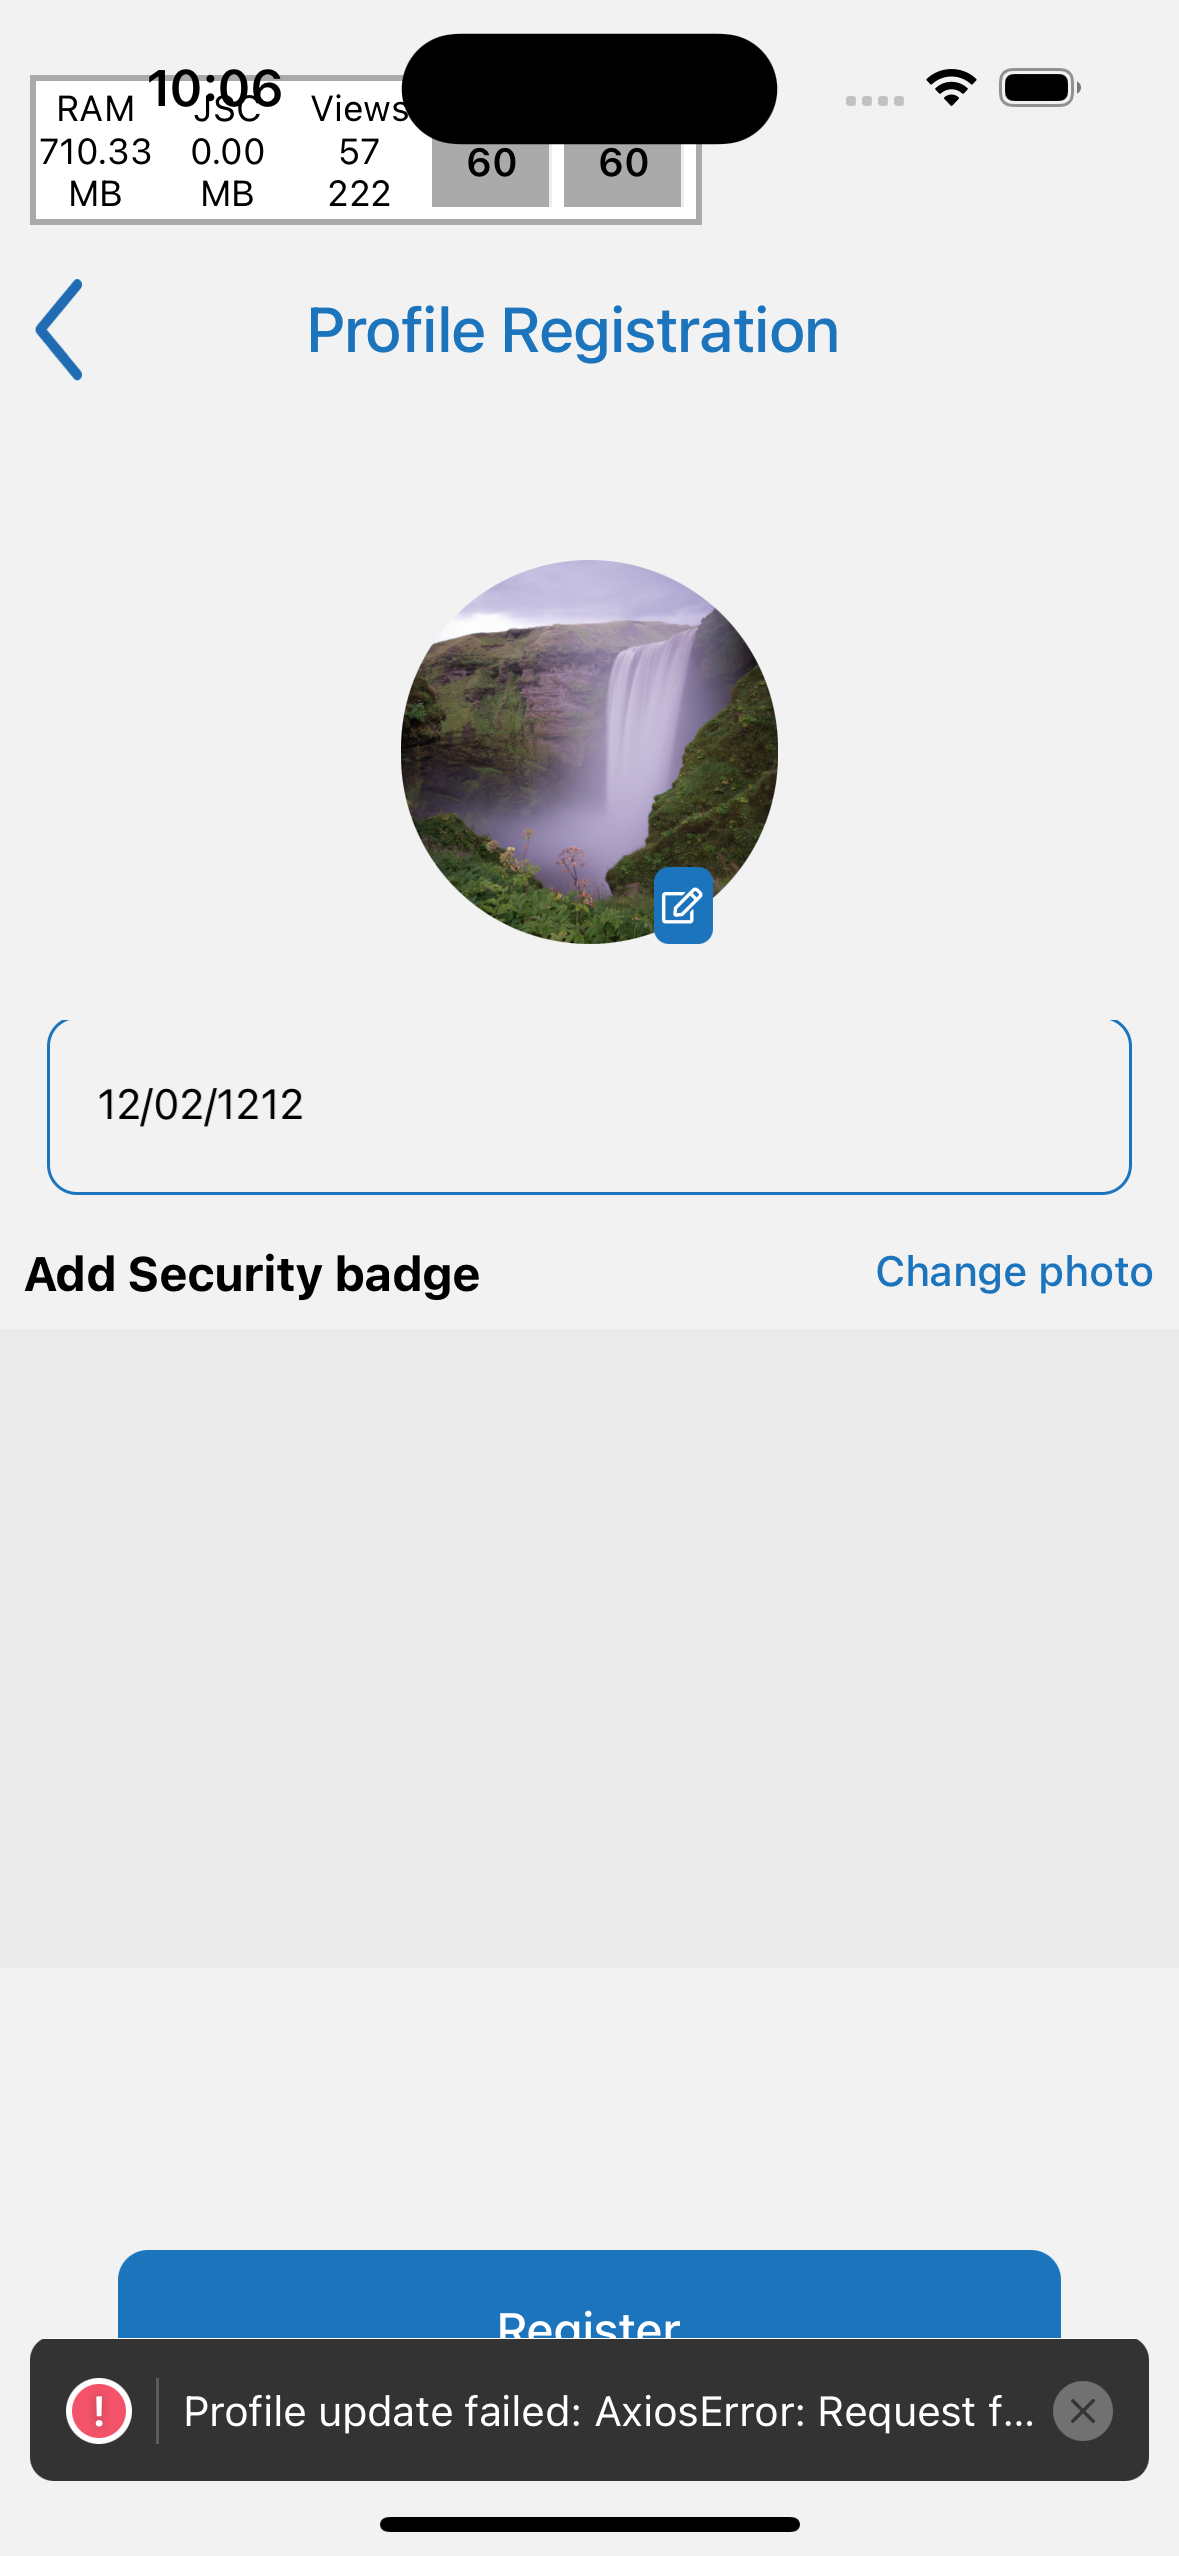 10:06
RAM JSC Views
710.33 0.00 57 60 60
MB MB 222
Profile Registration
12/02/1212
Add Security badge Change photo
Register
Profile update failed: AxiosError: Request f...